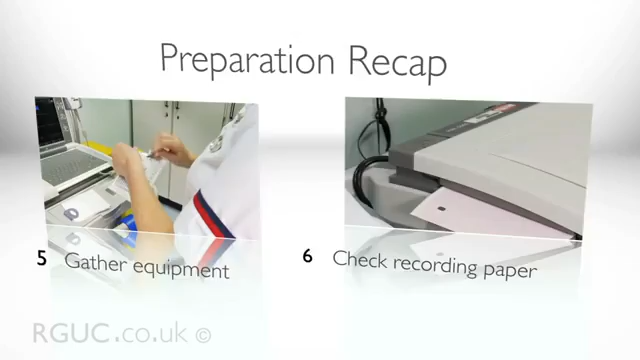 Preparation Recap
5 Gather equipment
6 Check recording paper
RGUC.co.uk ©